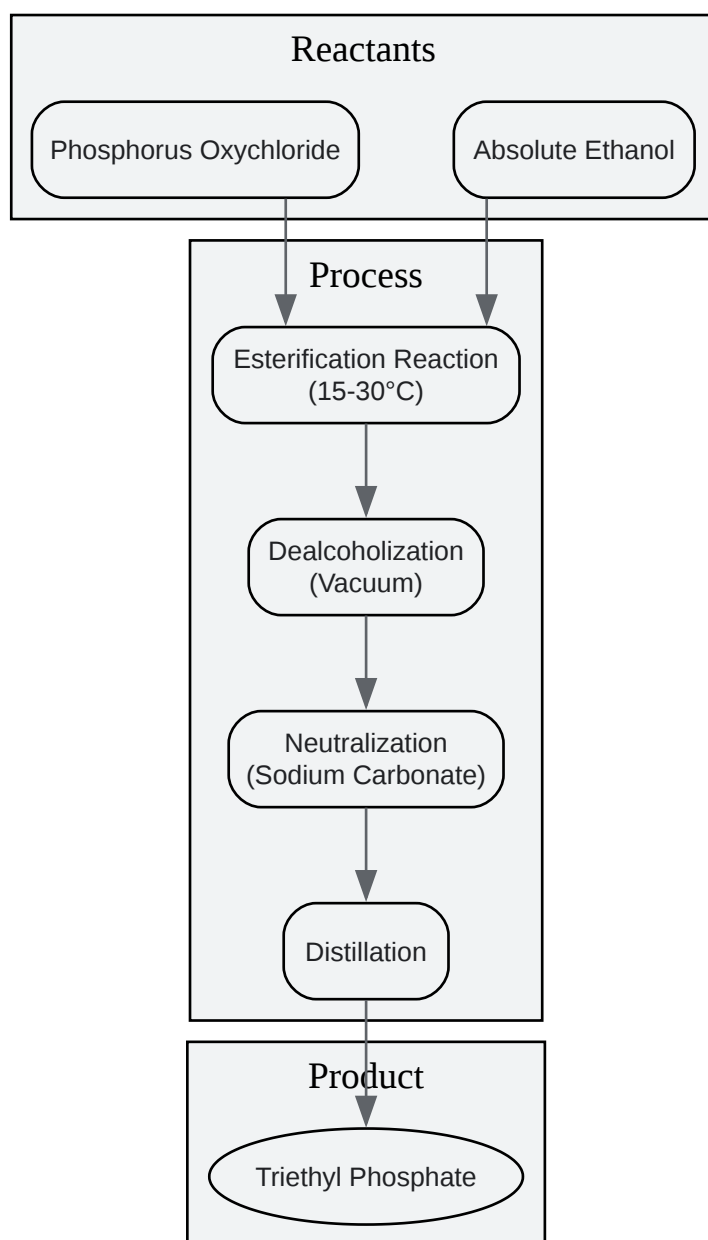 Reactants
Phosphorus Oxychloride
Absolute Ethanol
Process
Esterification Reaction
(15-30°C)
Dealcoholization
(Vacuum)
Neutralization
(Sodium Carbonate)
Distillation
Product
Triethyl Phosphate